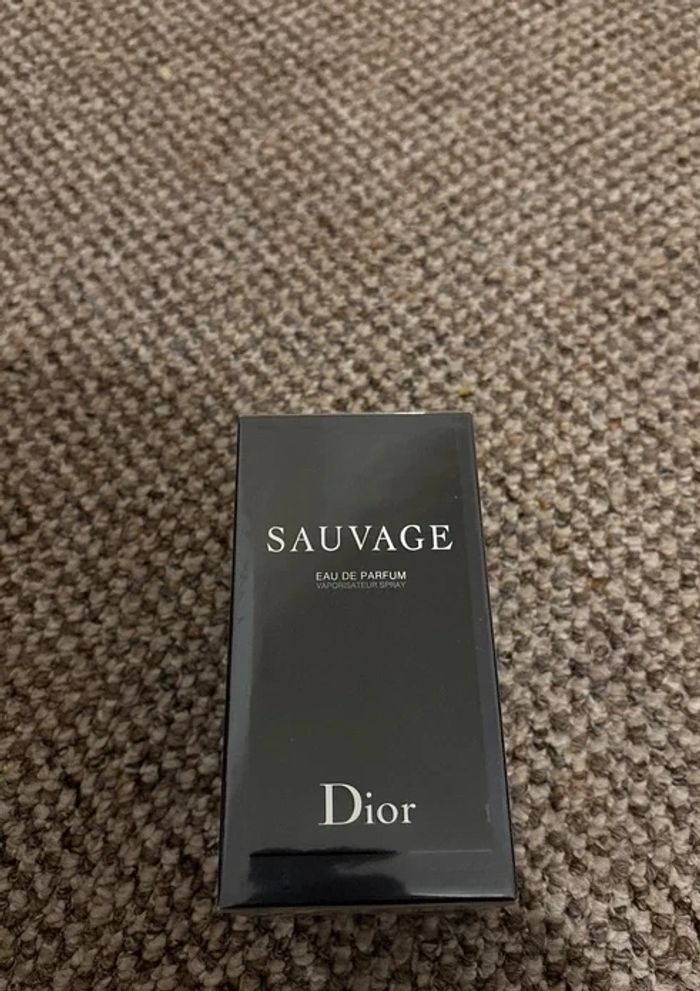 SAUVAGE
EAU DE PARFUM
VAPORISATEUR SPRAY
Dior